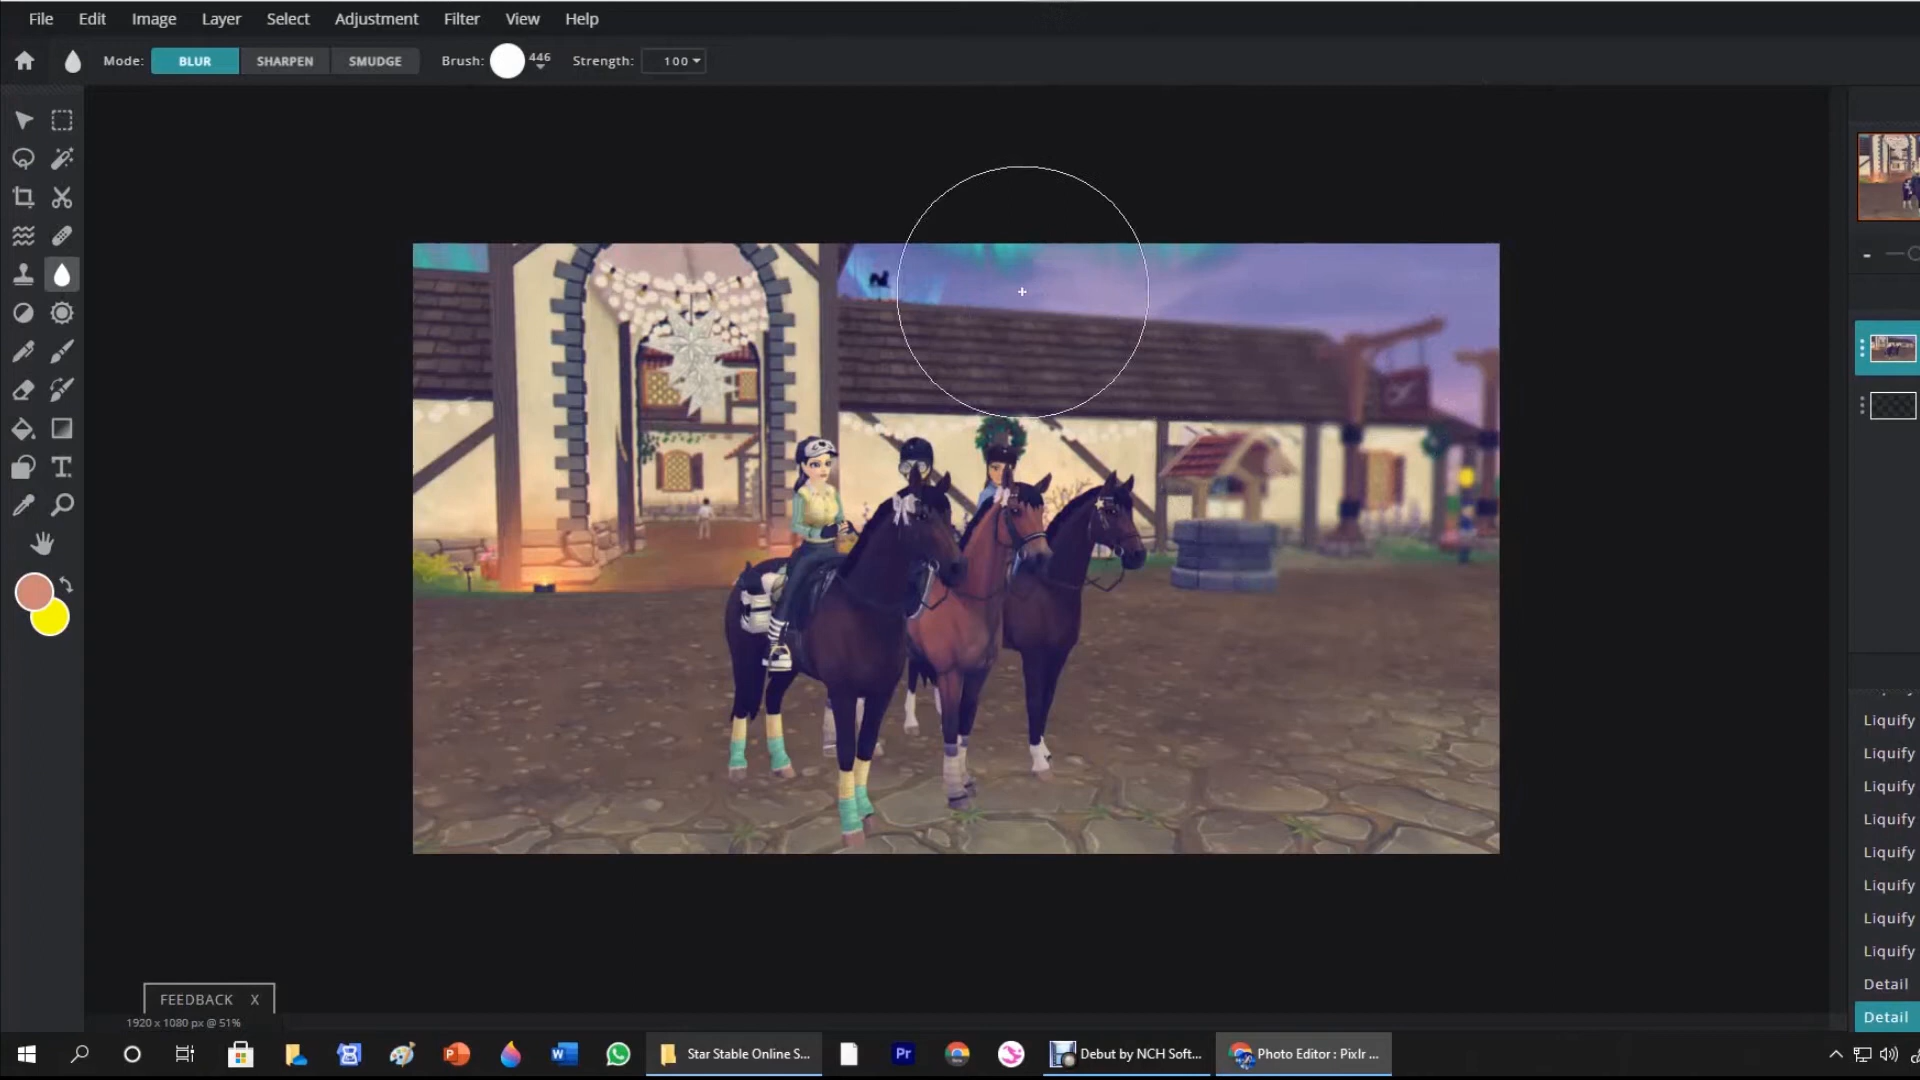 File Edit Image Layer Select Adjustment Filter View Help
Mode: BLUR SHARPEN SMUDGE Brush: 446 Strength: 100
Liquify
Liquify
Liquify
Liquify
Liquify
Liquify
Liquify
Liquify
Detail
Detail
FEEDBACK X
1920 x 1080 px @ 51%
Star Stable Online S...
Pr
Debut by NCH Soft...
Photo Editor : Pixlr ...